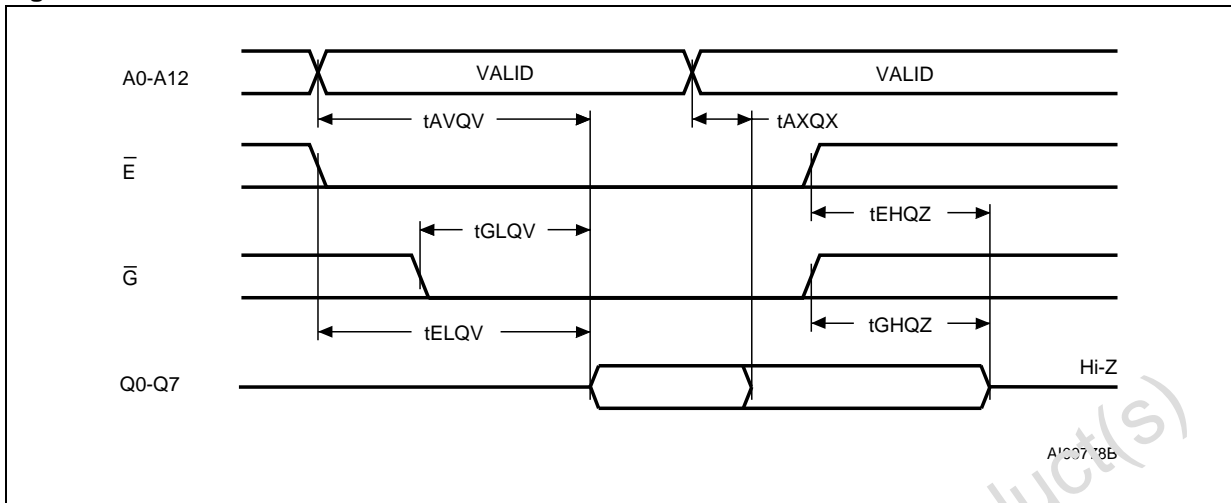 A0-A12
VALID
VALID
tAVQV
tAXQX
E̅
tEHQZ
tGLQV
G̅
tGHQZ
tELQV
Q0-Q7
Hi-Z